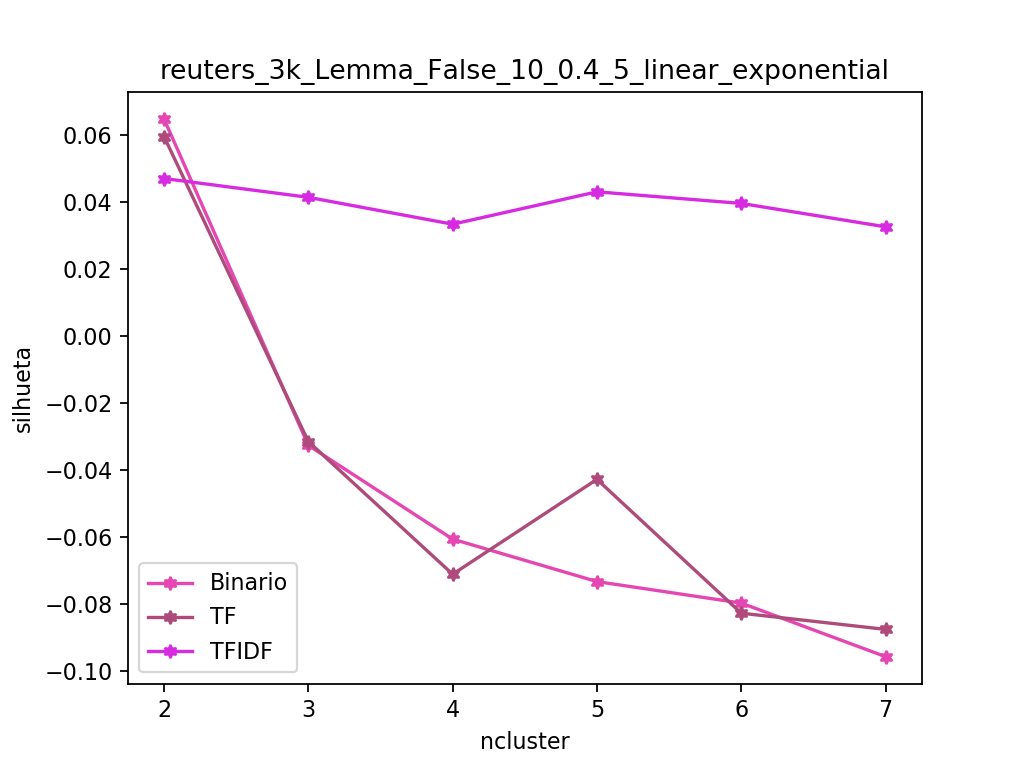 reuters_3k_Lemma_False_10_0.4_5_linear_exponential
0.06
0.04
0.02
0.00
−0.02
−0.04
−0.06
−0.08
−0.10
silhueta
Binario
TF
TFIDF
2 3 4 5 6 7
ncluster